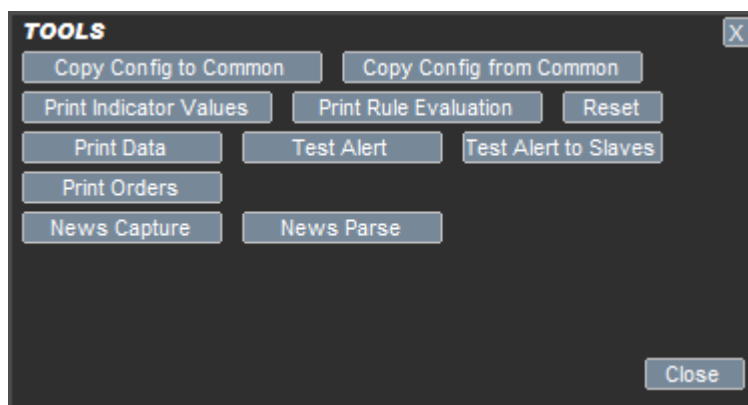 TOOLS X
Copy Config to Common Copy Config from Common
Print Indicator Values Print Rule Evaluation Reset
Print Data Test Alert Test Alert to Slaves
Print Orders
News Capture News Parse
Close